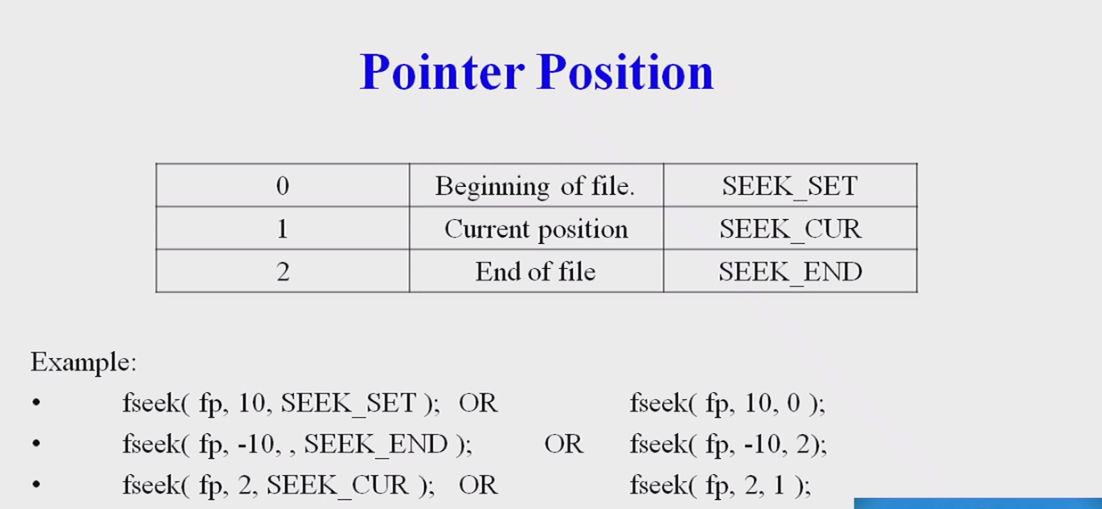 Pointer Position
0 Beginning of file. SEEK_SET
1 Current position SEEK_CUR
2 End of file SEEK_END
Example:
• fseek( fp, 10, SEEK_SET ); OR fseek( fp, 10, 0 );
• fseek( fp, -10, , SEEK_END ); OR fseek( fp, -10, 2);
• fseek( fp, 2, SEEK_CUR ); OR fseek( fp, 2, 1 );